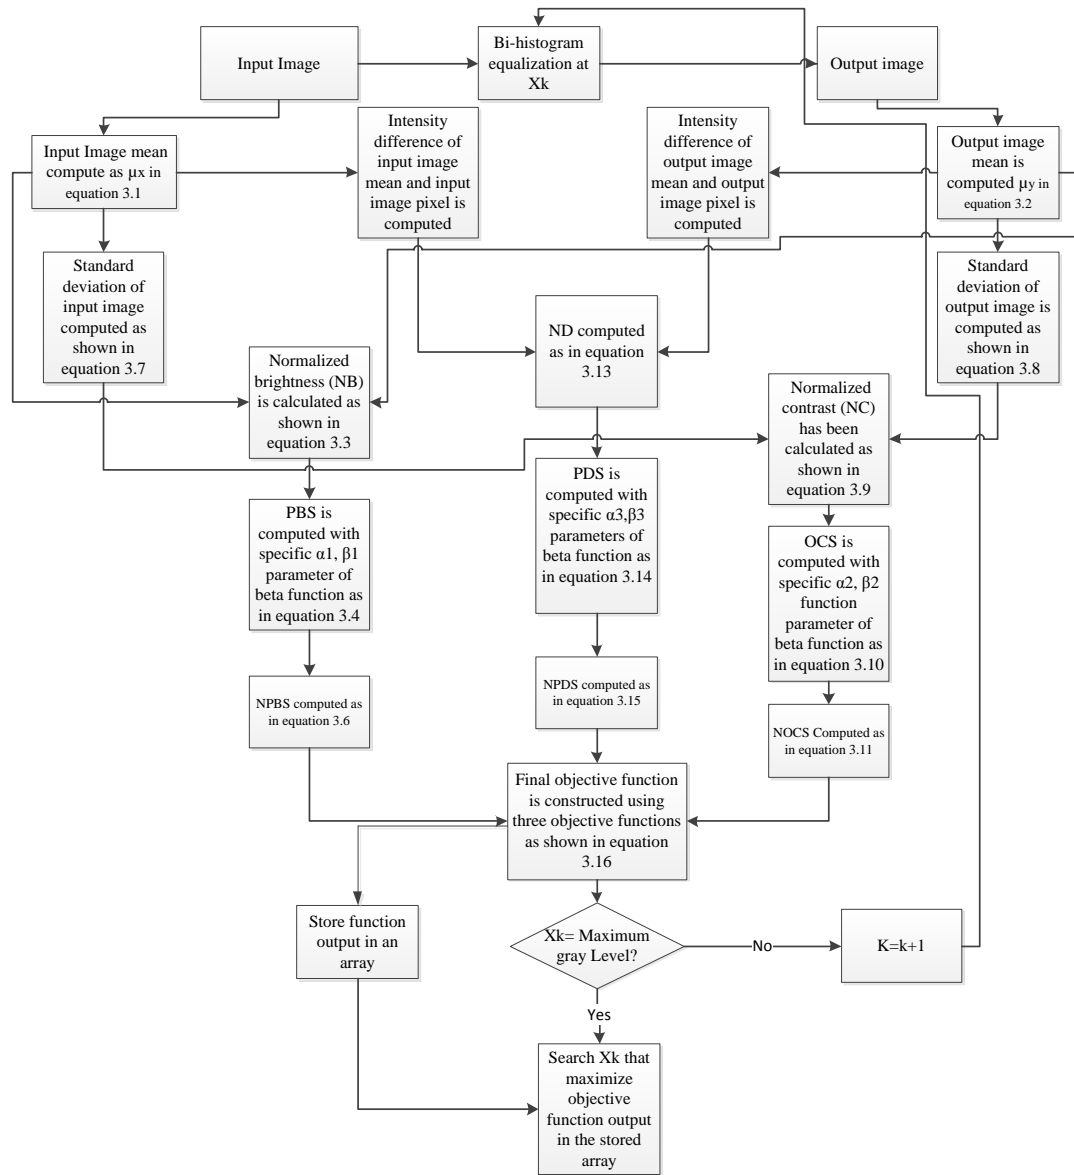 Input Image
Bi-histogram
equalization at
Xk
Output image
Input Image mean
compute as μx in
equation 3.1
Intensity
difference of
input image
mean and input
image pixel is
computed
Intensity
difference of
output image
mean and output
image pixel is
computed
Output image
mean is
computed μy in
equation 3.2
Standard
deviation of
input image
computed as
shown in
equation 3.7
Standard
deviation of
output image is
computed as
shown in
equation 3.8
ND computed
as in equation
3.13
Normalized
brightness (NB)
is calculated as
shown in
equation 3.3
Normalized
contrast (NC)
has been
calculated as
shown in
equation 3.9
PBS is
computed with
specific α1, β1
parameter of
beta function as
in equation 3.4
PDS is
computed with
specific α3,β3
parameters of
beta function as
in equation 3.14
OCS is
computed with
specific α2, β2
function
parameter of
beta function as
in equation 3.10
NPBS computed as
in equation 3.6
NPDS computed as
in equation 3.15
NOCS Computed as
in equation 3.11
Final objective function
is constructed using
three objective functions
as shown in equation
3.16
Store function
output in an
array
Xk= Maximum
gray Level?
No
K=k+1
Yes
Search Xk that
maximize
objective
function output
in the stored
array